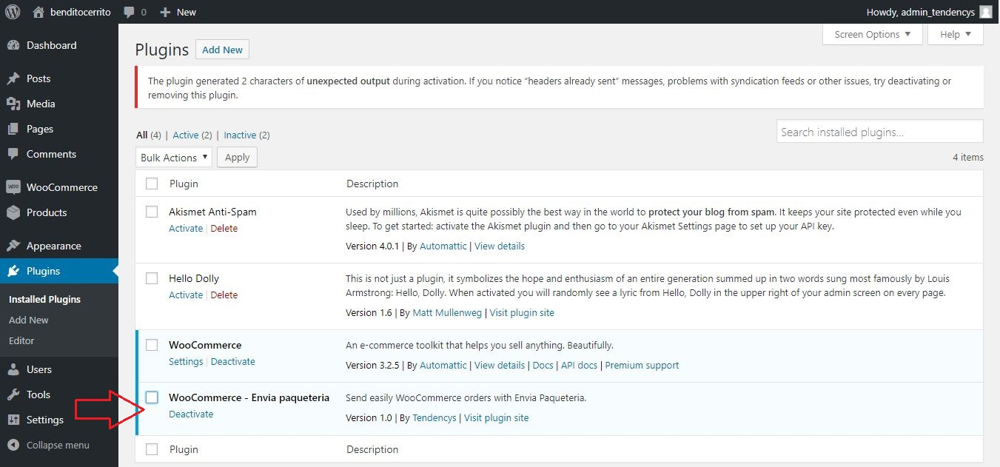 benditocerrito 0 New Howdy, admin_tendencys
Screen Options ▼ Help ▼
Dashboard
Posts
Media
Pages
Comments
WOO WooCommerce
Products
Appearance
Plugins
Installed Plugins
Add New
Editor
Users
Tools
Settings
Collapse menu
Plugins Add New
The plugin generated 2 characters of unexpected output during activation. If you notice “headers already sent” messages, problems with syndication feeds or other issues, try deactivating or
removing this plugin.
All (4) | Active (2) | Inactive (2)
Search installed plugins...
Bulk Actions ▼ Apply
4 items
Plugin Description
Akismet Anti-Spam
Activate | Delete
Used by millions, Akismet is quite possibly the best way in the world to protect your blog from spam. It keeps your site protected even while you
sleep. To get started: activate the Akismet plugin and then go to your Akismet Settings page to set up your API key.
Version 4.0.1 | By Automattic | View details
Hello Dolly
Activate | Delete
This is not just a plugin, it symbolizes the hope and enthusiasm of an entire generation summed up in two words sung most famously by Louis
Armstrong: Hello, Dolly. When activated you will randomly see a lyric from Hello, Dolly in the upper right of your admin screen on every page.
Version 1.6 | By Matt Mullenweg | Visit plugin site
WooCommerce
Settings | Deactivate
An e-commerce toolkit that helps you sell anything. Beautifully.
Version 3.2.5 | By Automattic | View details | Docs | API docs | Premium support
WooCommerce - Envia paqueteria
Deactivate
Send easily WooCommerce orders with Envia Paqueteria.
Version 1.0 | By Tendencys | Visit plugin site
Plugin Description